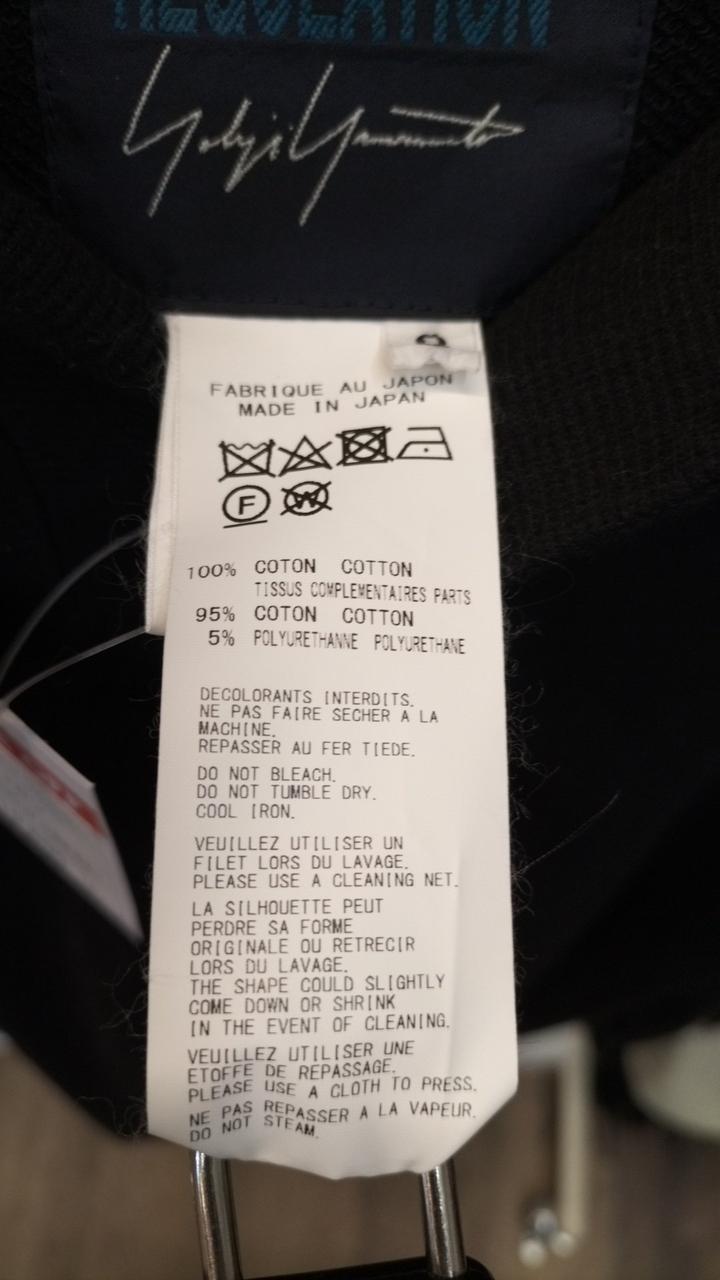 REGULATION
Yohji Yamamoto
FABRIQUE AU JAPON
MADE IN JAPAN
F W
100% COTON COTTON
TISSUS COMPLEMENTAIRES PARTS
95% COTON COTTON
5% POLYURETHANNE POLYURETHANE
DECOLORANTS INTERDITS.
NE PAS FAIRE SECHER A LA
MACHINE.
REPASSER AU FER TIEDE.
DO NOT BLEACH.
DO NOT TUMBLE DRY.
COOL IRON.
VEUILLEZ UTILISER UN
FILET LORS DU LAVAGE.
PLEASE USE A CLEANING NET.
LA SILHOUETTE PEUT
PERDRE SA FORME
ORIGINALE OU RETRECIR
LORS DU LAVAGE.
THE SHAPE COULD SLIGHTLY
COME DOWN OR SHRINK
IN THE EVENT OF CLEANING.
VEUILLEZ UTILISER UNE
ETOFFE DE REPASSAGE.
PLEASE USE A CLOTH TO PRESS.
NE PAS REPASSER A LA VAPEUR.
DO NOT STEAM.